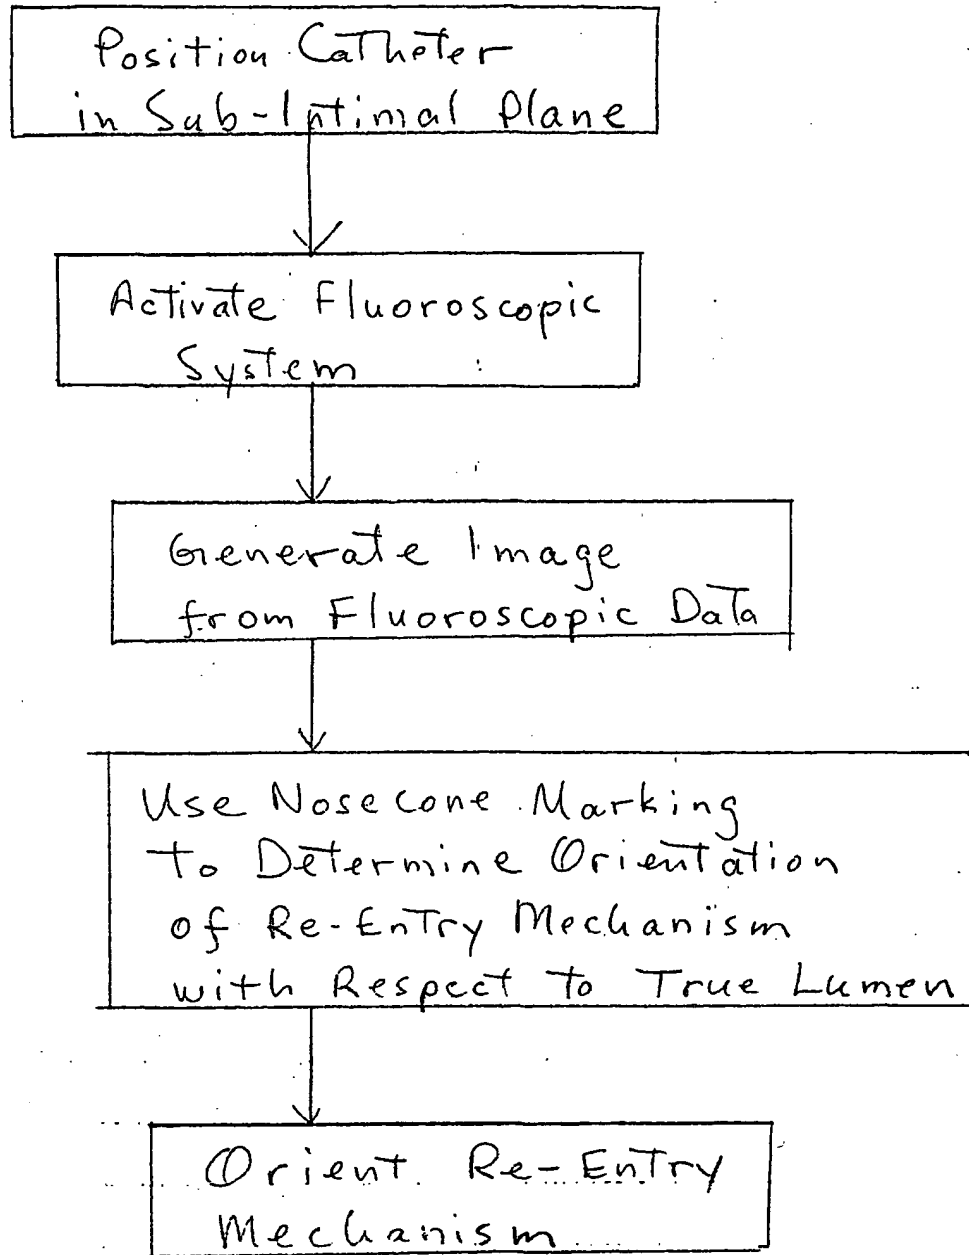 Position Catheter
in Sub-Intimal Plane
Activate Fluoroscopic
System
Generate Image
from Fluoroscopic Data
Use Nosecone Marking
to Determine Orientation
of Re-Entry Mechanism
with Respect to True Lumen
Orient Re-Entry
Mechanism